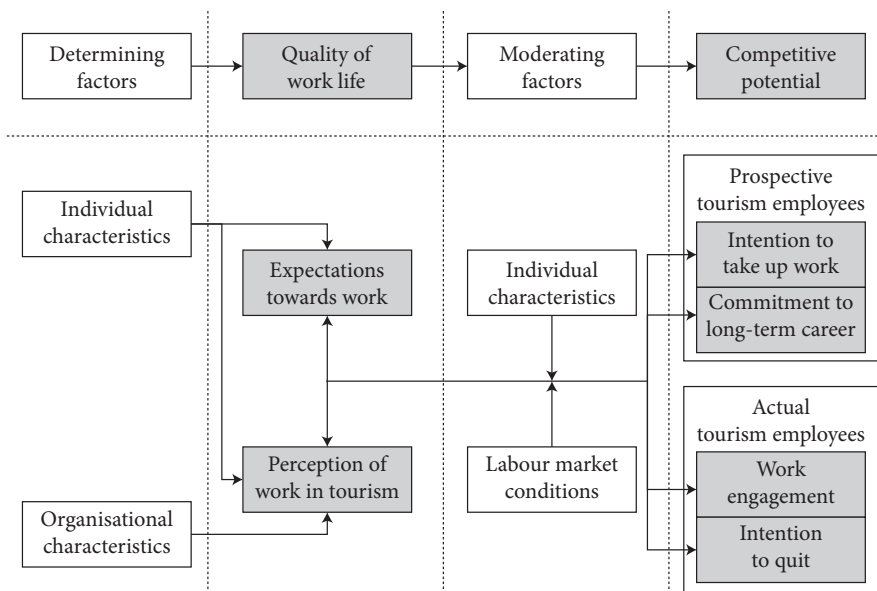 Determining
factors
Quality of
work life
Moderating
factors
Competitive
potential
Individual
characteristics
Expectations
towards work
Perception of
work in tourism
Organisational
characteristics
Individual
characteristics
Labour market
conditions
Prospective
tourism employees
Intention to
take up work
Commitment to
long-term career
Actual
tourism employees
Work
engagement
Intention
to quit